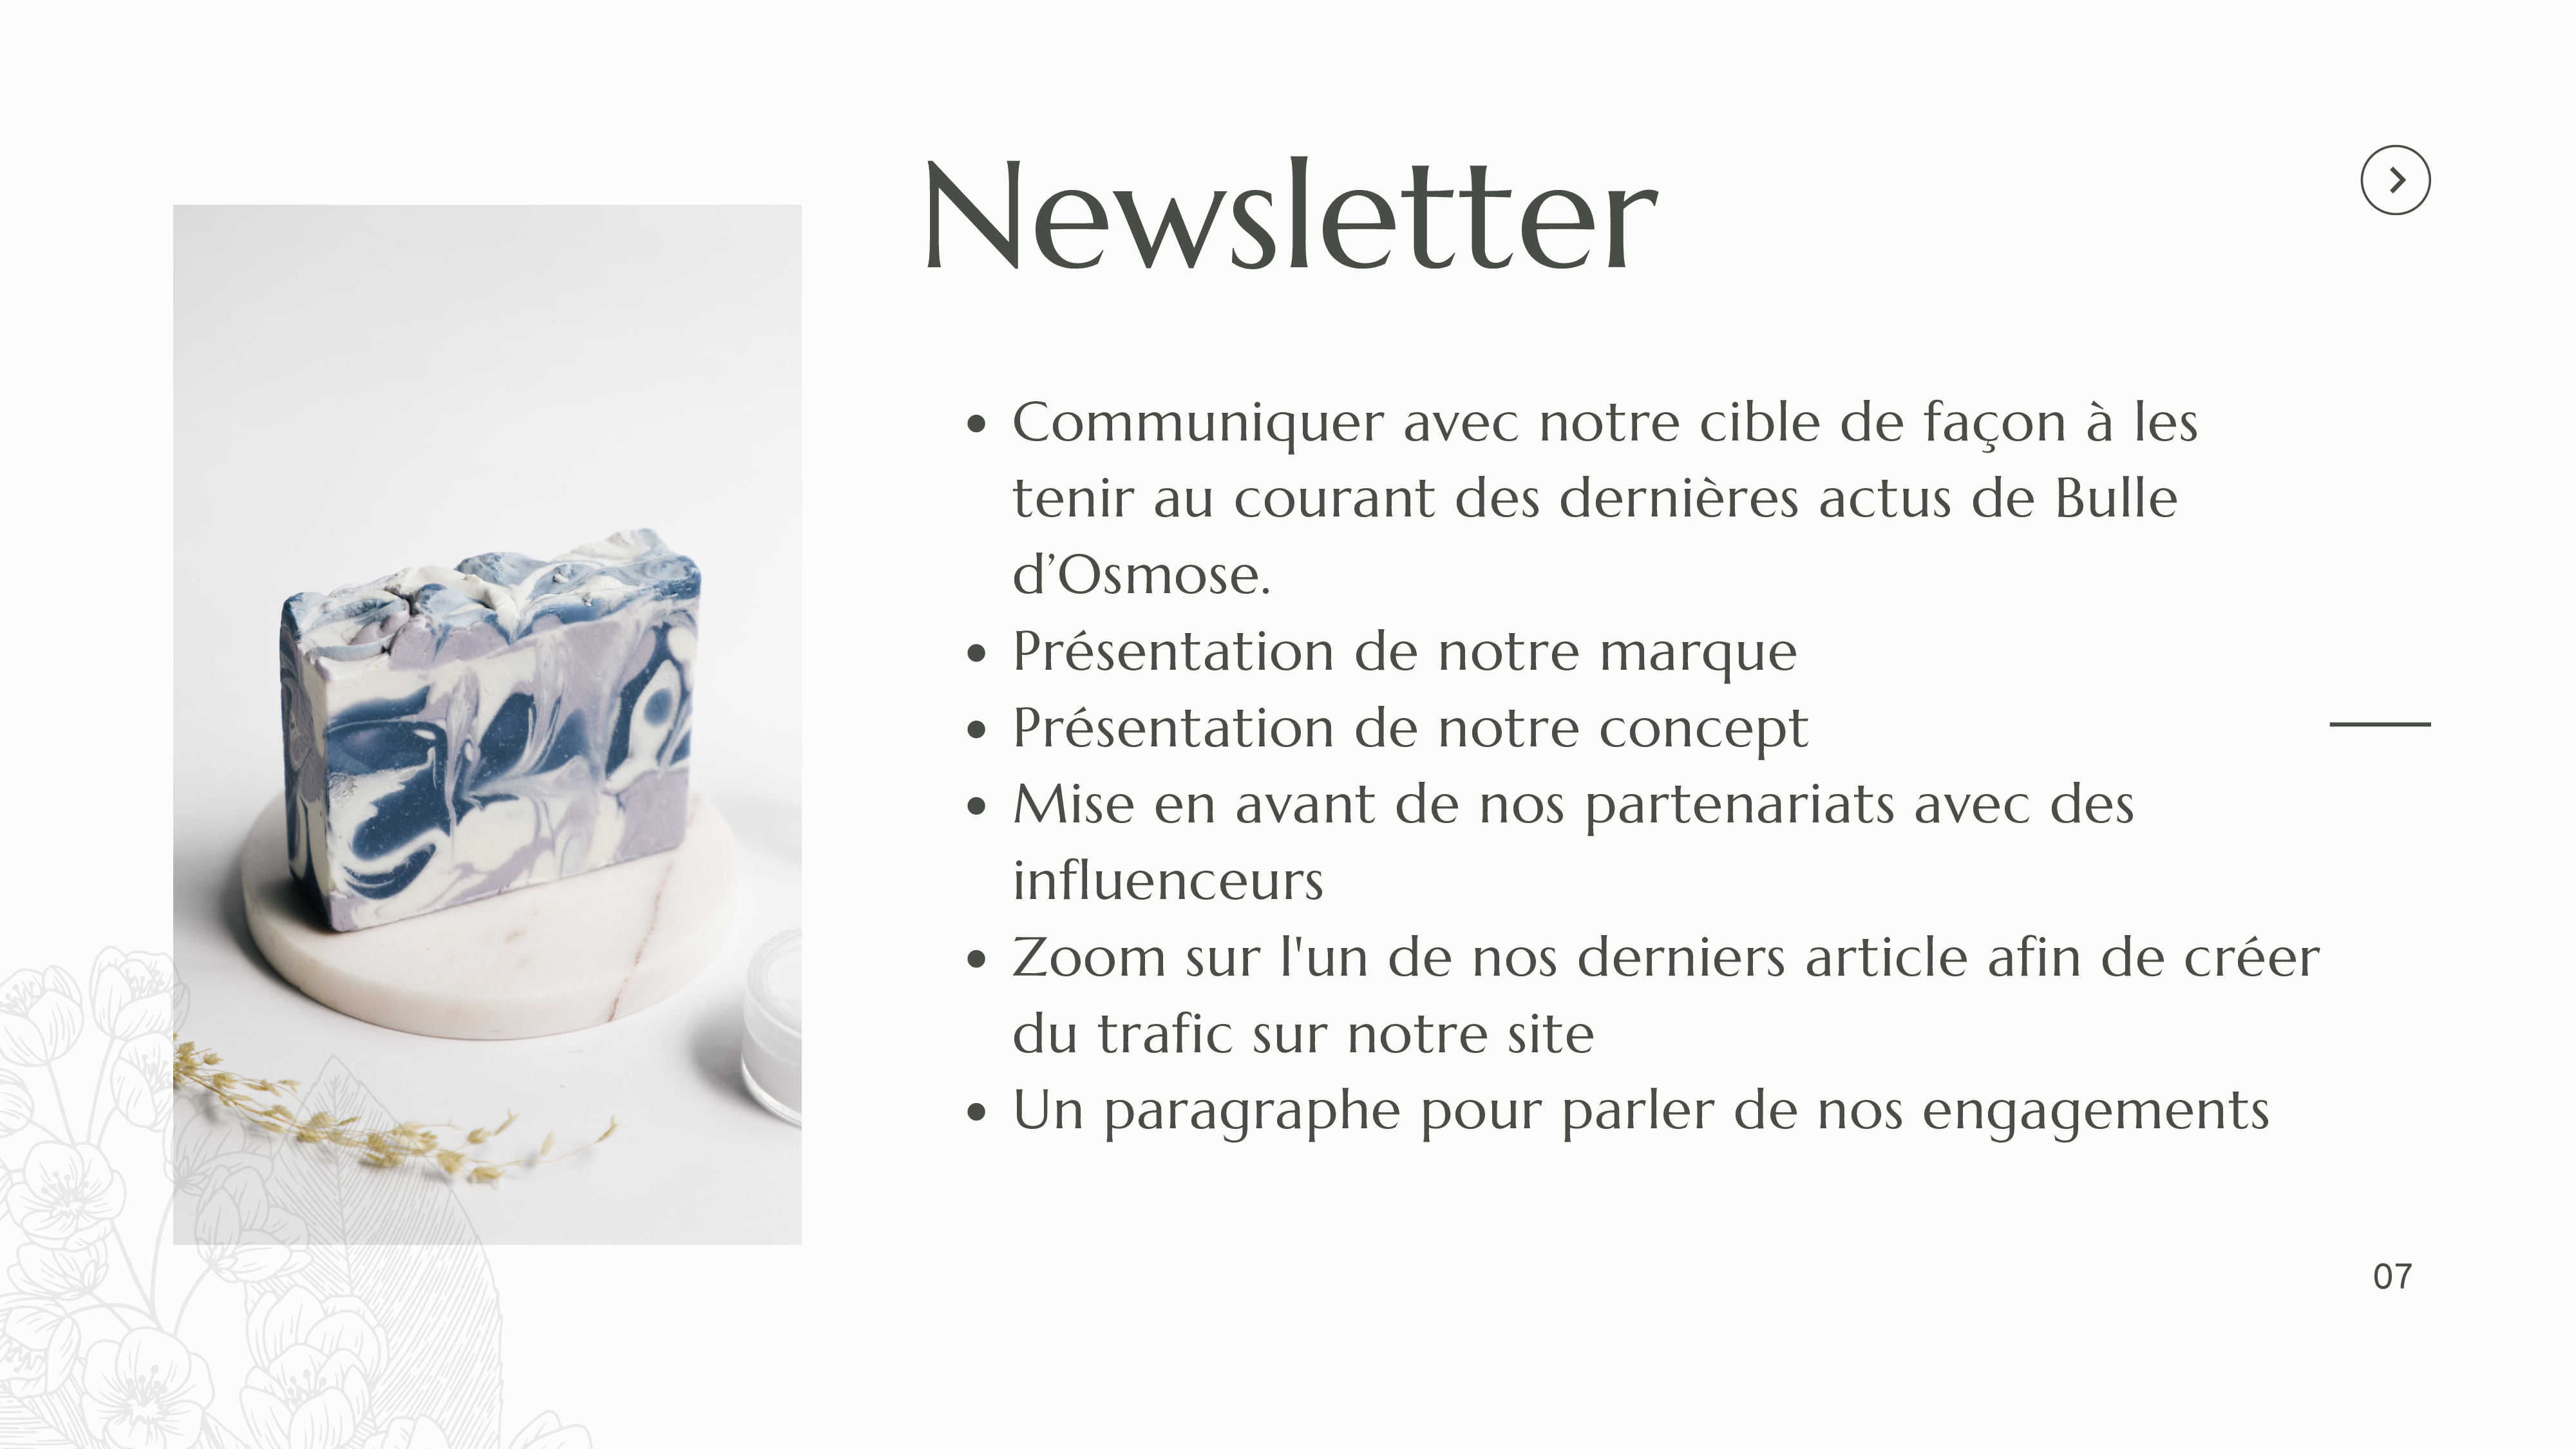 Newsletter
• Communiquer avec notre cible de façon à les
tenir au courant des dernières actus de Bulle
d’Osmose.
• Présentation de notre marque
• Présentation de notre concept
• Mise en avant de nos partenariats avec des
influenceurs
• Zoom sur l'un de nos derniers article afin de créer
du trafic sur notre site
• Un paragraphe pour parler de nos engagements
07